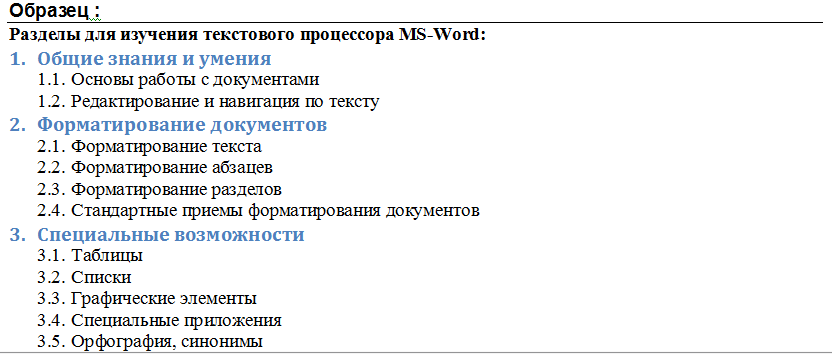 Образец :
Разделы для изучения текстового процессора MS-Word:
1. Общие знания и умения
1.1. Основы работы с документами
1.2. Редактирование и навигация по тексту
2. Форматирование документов
2.1. Форматирование текста
2.2. Форматирование абзацев
2.3. Форматирование разделов
2.4. Стандартные приемы форматирования документов
3. Специальные возможности
3.1. Таблицы
3.2. Списки
3.3. Графические элементы
3.4. Специальные приложения
3.5. Орфография, синонимы